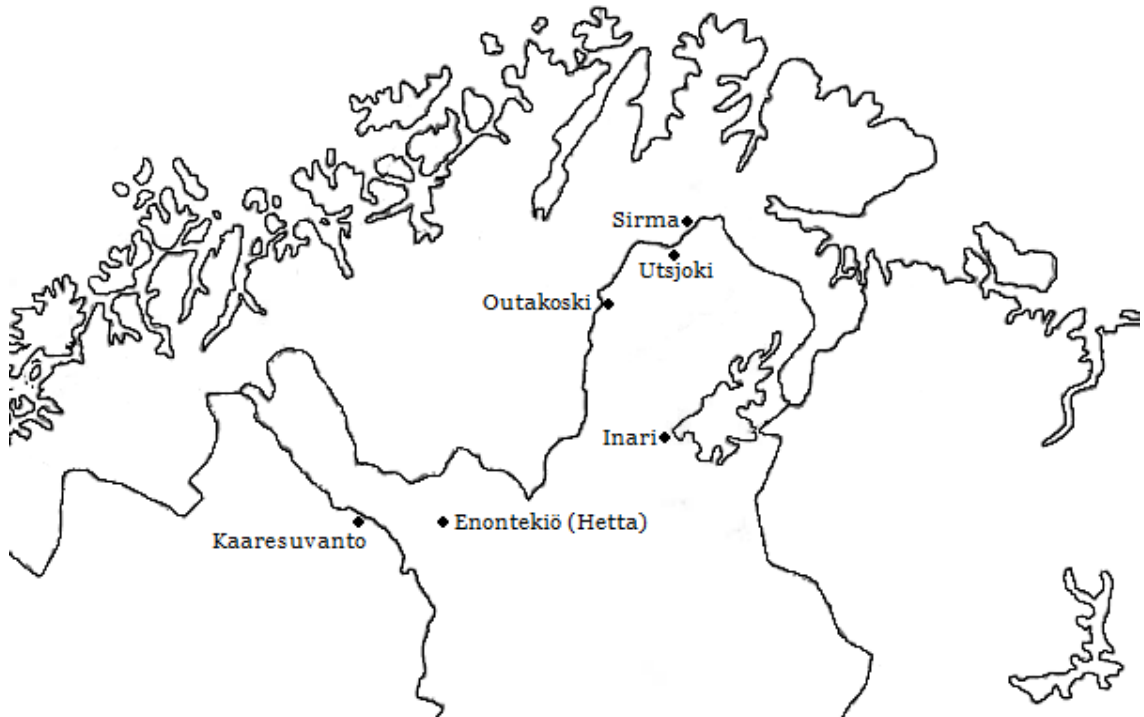 Sirma
Utsjoki
Outakoski
Inari
Enontekiö (Hetta)
Kaaresuvanto